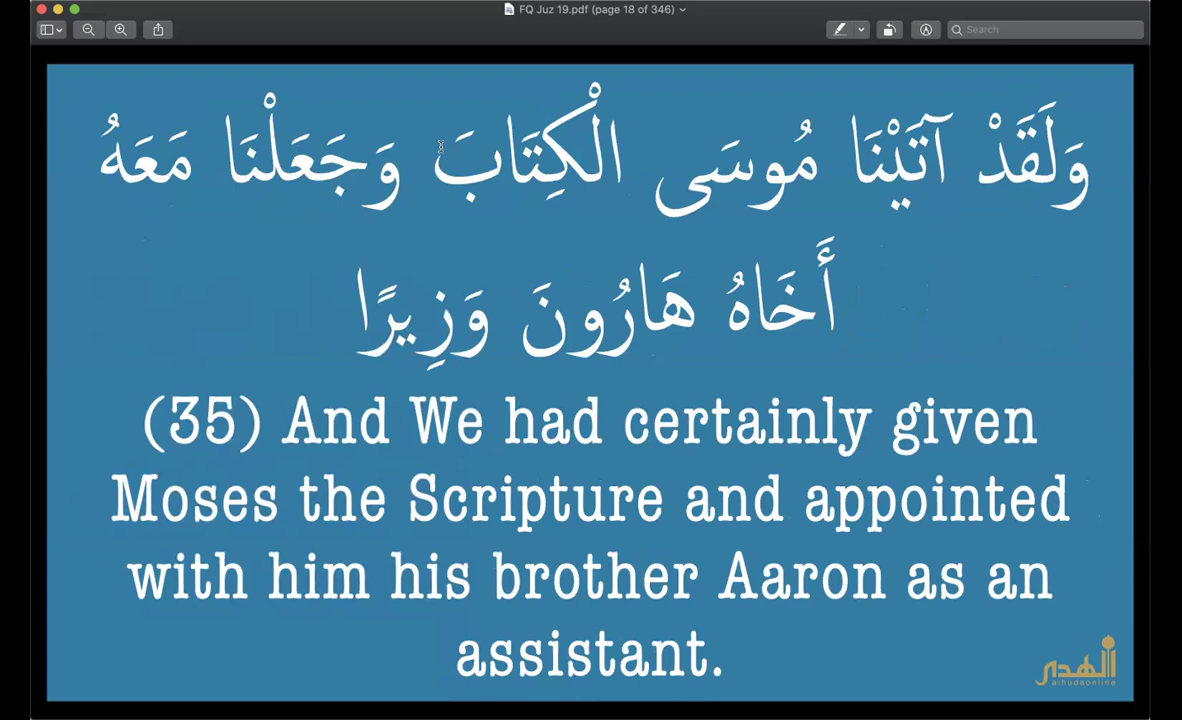 FQ Juz 19.pdf (page 18 of 346)
Search
وَلَقَدْ آتَيْنَا مُوسَى الْكِتَابَ وَجَعَلْنَا مَعَهُ
أَخَاهُ هَارُونَ وَزِيرًا
(35) And We had certainly given
Moses the Scripture and appointed
with him his brother Aaron as an
assistant.
الهدى
alhudaonline